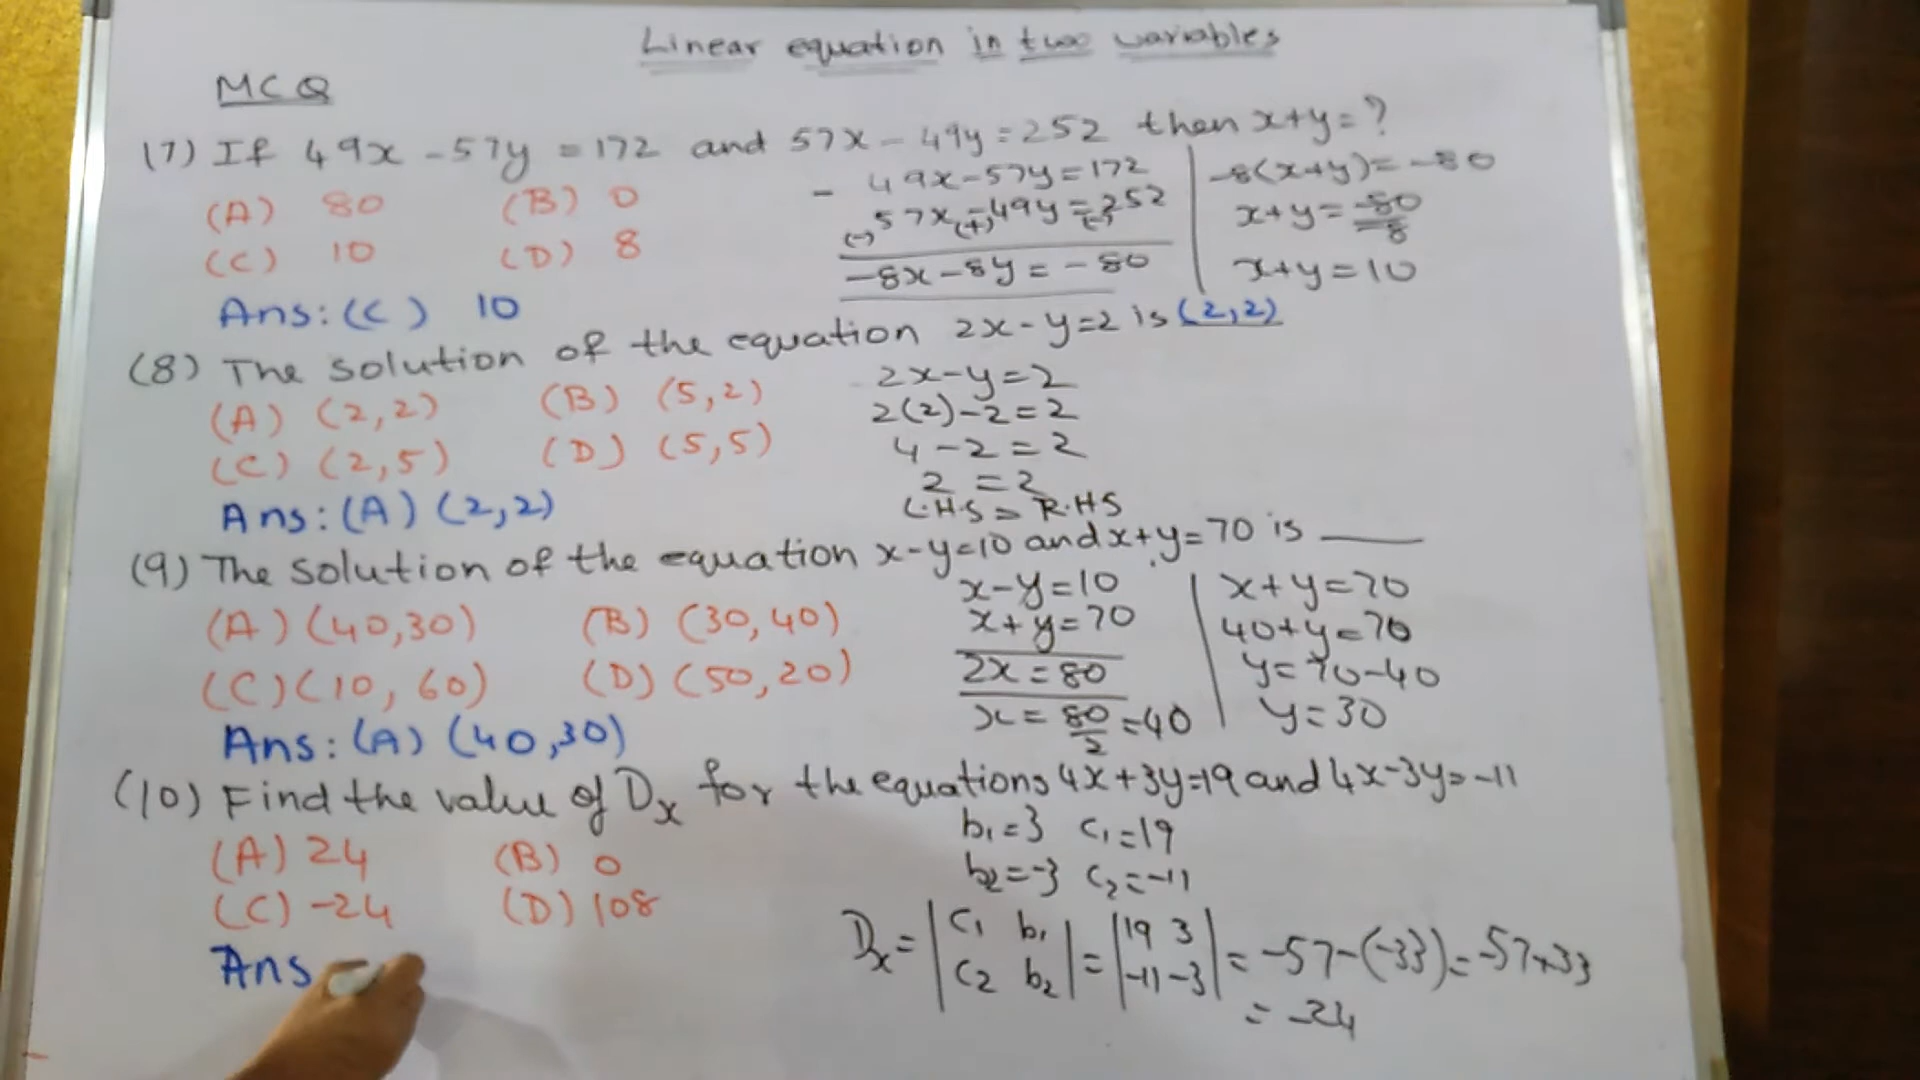 Linear equation in two variables
MCQ
(7) If 49x - 57y = 172 and 57x - 49y = 252 then x+y = ?
(A) 80 (B) 0
(C) 10 (D) 8
Ans: (C) 10
- 49x - 57y = 172
57x - 49y = 252
(-) (+) (-)
-8x - 8y = -80
-8(x+y) = -80
x+y = -80/-8
x+y = 10
(8) The solution of the equation 2x - y = 2 is (2,2)
(A) (2,2) (B) (5,2)
(C) (2,5) (D) (5,5)
Ans: (A) (2,2)
2x - y = 2
2(2) - 2 = 2
4 - 2 = 2
2 = 2
L.H.S = R.H.S
(9) The solution of the equation x-y=10 and x+y=70 is ____
(A) (40,30) (B) (30,40)
(C) (10, 60) (D) (50,20)
Ans: (A) (40,30)
x - y = 10
x + y = 70
2x = 80
x = 80/2 = 40
x + y = 70
40 + y = 70
y = 70 - 40
y = 30
(10) Find the value of Dx for the equations 4x+3y=19 and 4x-3y=-11
(A) 24 (B) 0
(C) -24 (D) 108
Ans
b₁ = 3 c₁ = 19
b₂ = -3 c₂ = -11
Dx = |c₁ b₁| = |19 3| = -57-(-33) = -57+33
|c₂ b₂| |-11 -3|
= -24